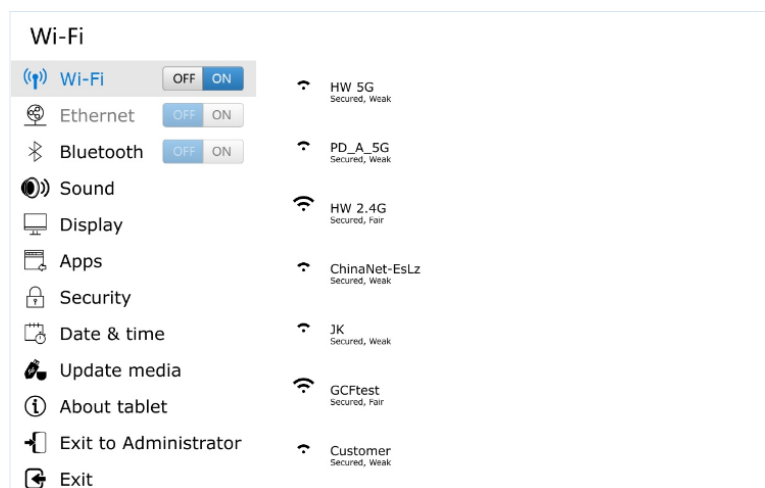 Wi-Fi
Wi-Fi OFF ON
Ethernet OFF ON
Bluetooth OFF ON
Sound
Display
Apps
Security
Date & time
Update media
About tablet
Exit to Administrator
Exit
HW 5G
Secured, Weak
PD_A_5G
Secured, Weak
HW 2.4G
Secured, Fair
ChinaNet-EsLz
Secured, Weak
JK
Secured, Weak
GCFtest
Secured, Fair
Customer
Secured, Weak